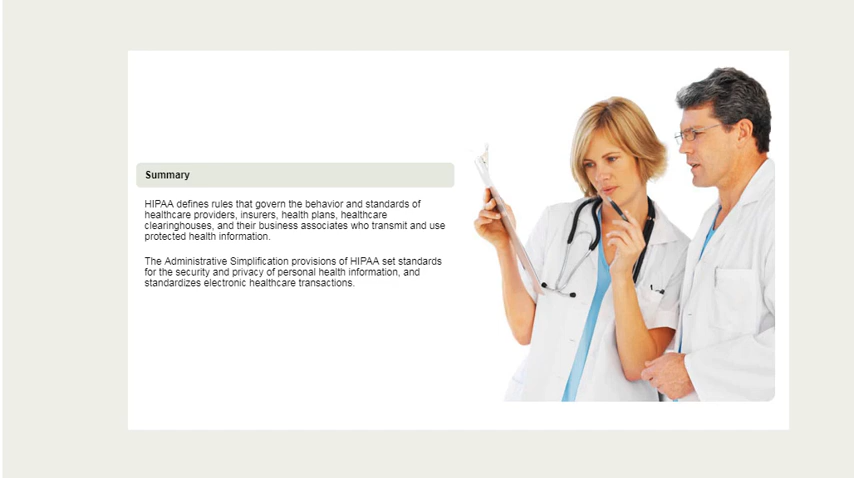 Summary
HIPAA defines rules that govern the behavior and standards of
healthcare providers, insurers, health plans, healthcare
clearinghouses, and their business associates who transmit and use
protected health information.
The Administrative Simplification provisions of HIPAA set standards
for the security and privacy of personal health information, and
standardizes electronic healthcare transactions.